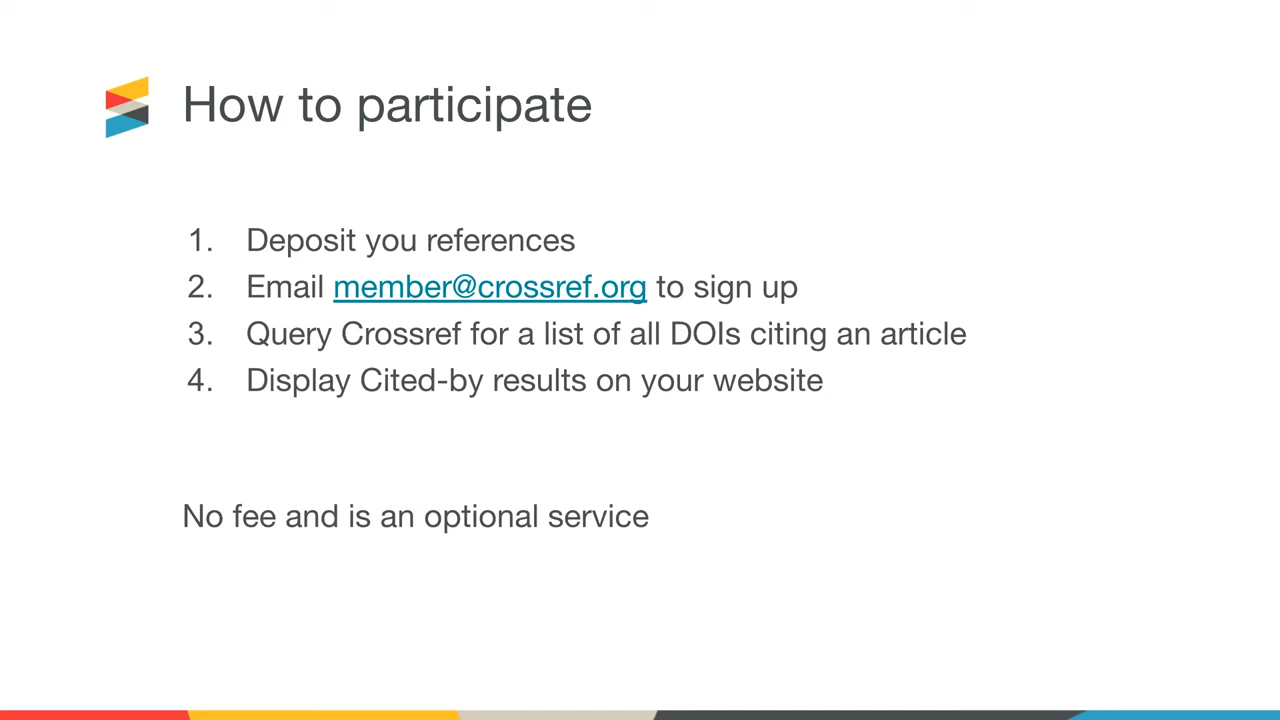 How to participate
1. Deposit you references
2. Email member@crossref.org to sign up
3. Query Crossref for a list of all DOIs citing an article
4. Display Cited-by results on your website
No fee and is an optional service